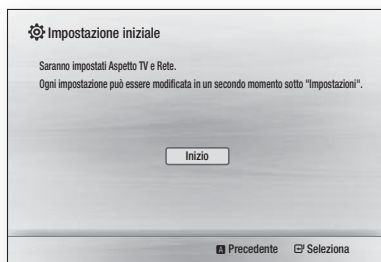 Impostazione iniziale
Saranno impostati Aspetto TV e Rete.
Ogni impostazione può essere modificata in un secondo momento sotto "Impostazioni".
Inizio
A Precedente Seleziona